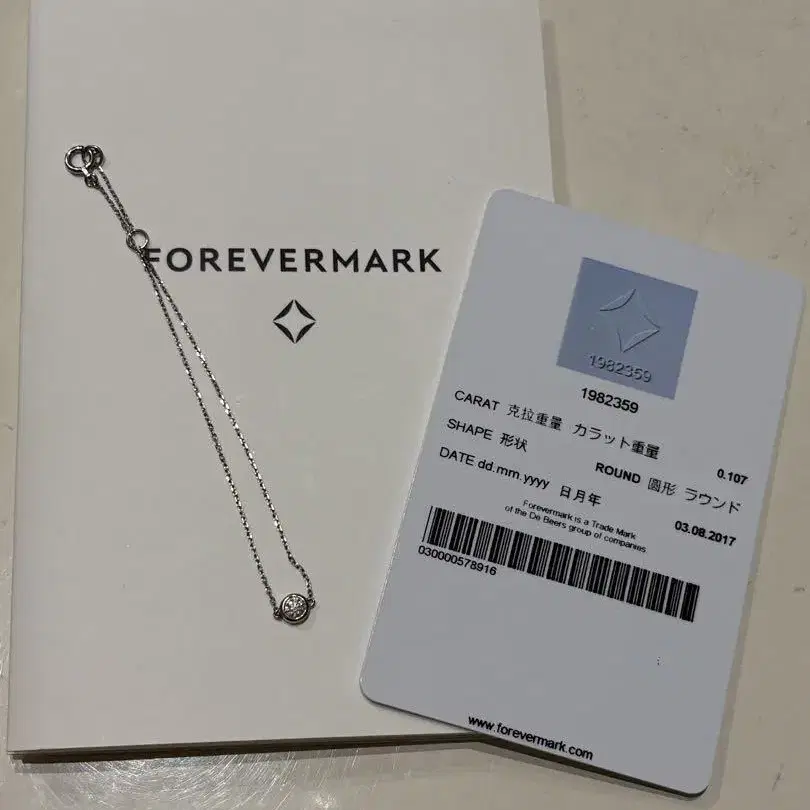 FOREVERMARK
1982359
1982359
CARAT 克拉重量 カラット重量 0.107
SHAPE 形状 ROUND 圆形 ラウンド
DATE dd.mm.yyyy 日月年 03.08.2017
Forevermark is a Trade Mark
of the De Beers group of companies
030000578916
www.forevermark.com